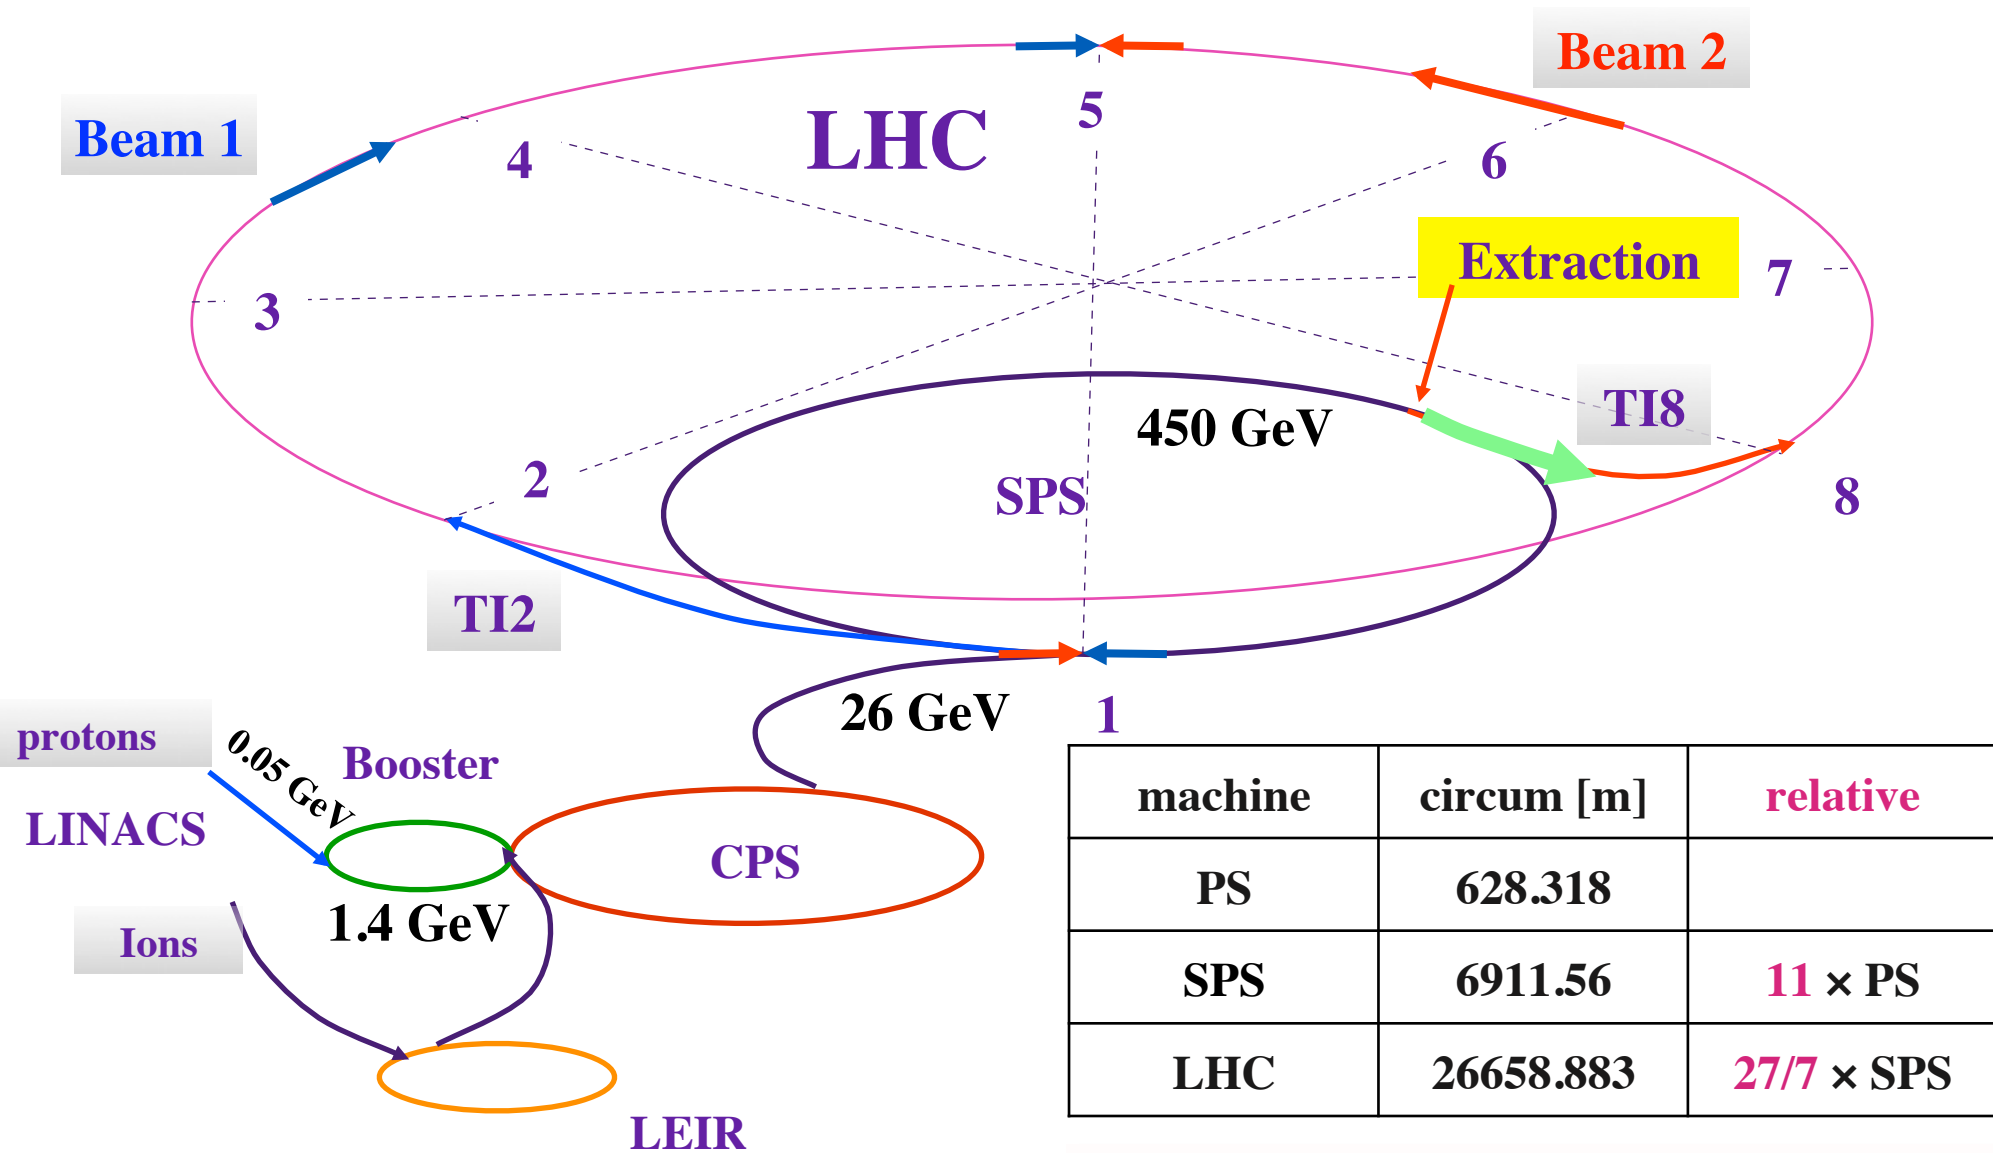 Beam 2
Beam 1
LHC
5
4
6
Extraction
7
3
TI8
450 GeV
2
SPS
8
TI2
26 GeV
1
protons
0.05 GeV
Booster
LINACS
CPS
1.4 GeV
Ions
LEIR
machine circum [m] relative
PS 628.318
SPS 6911.56 11 × PS
LHC 26658.883 27/7 × SPS